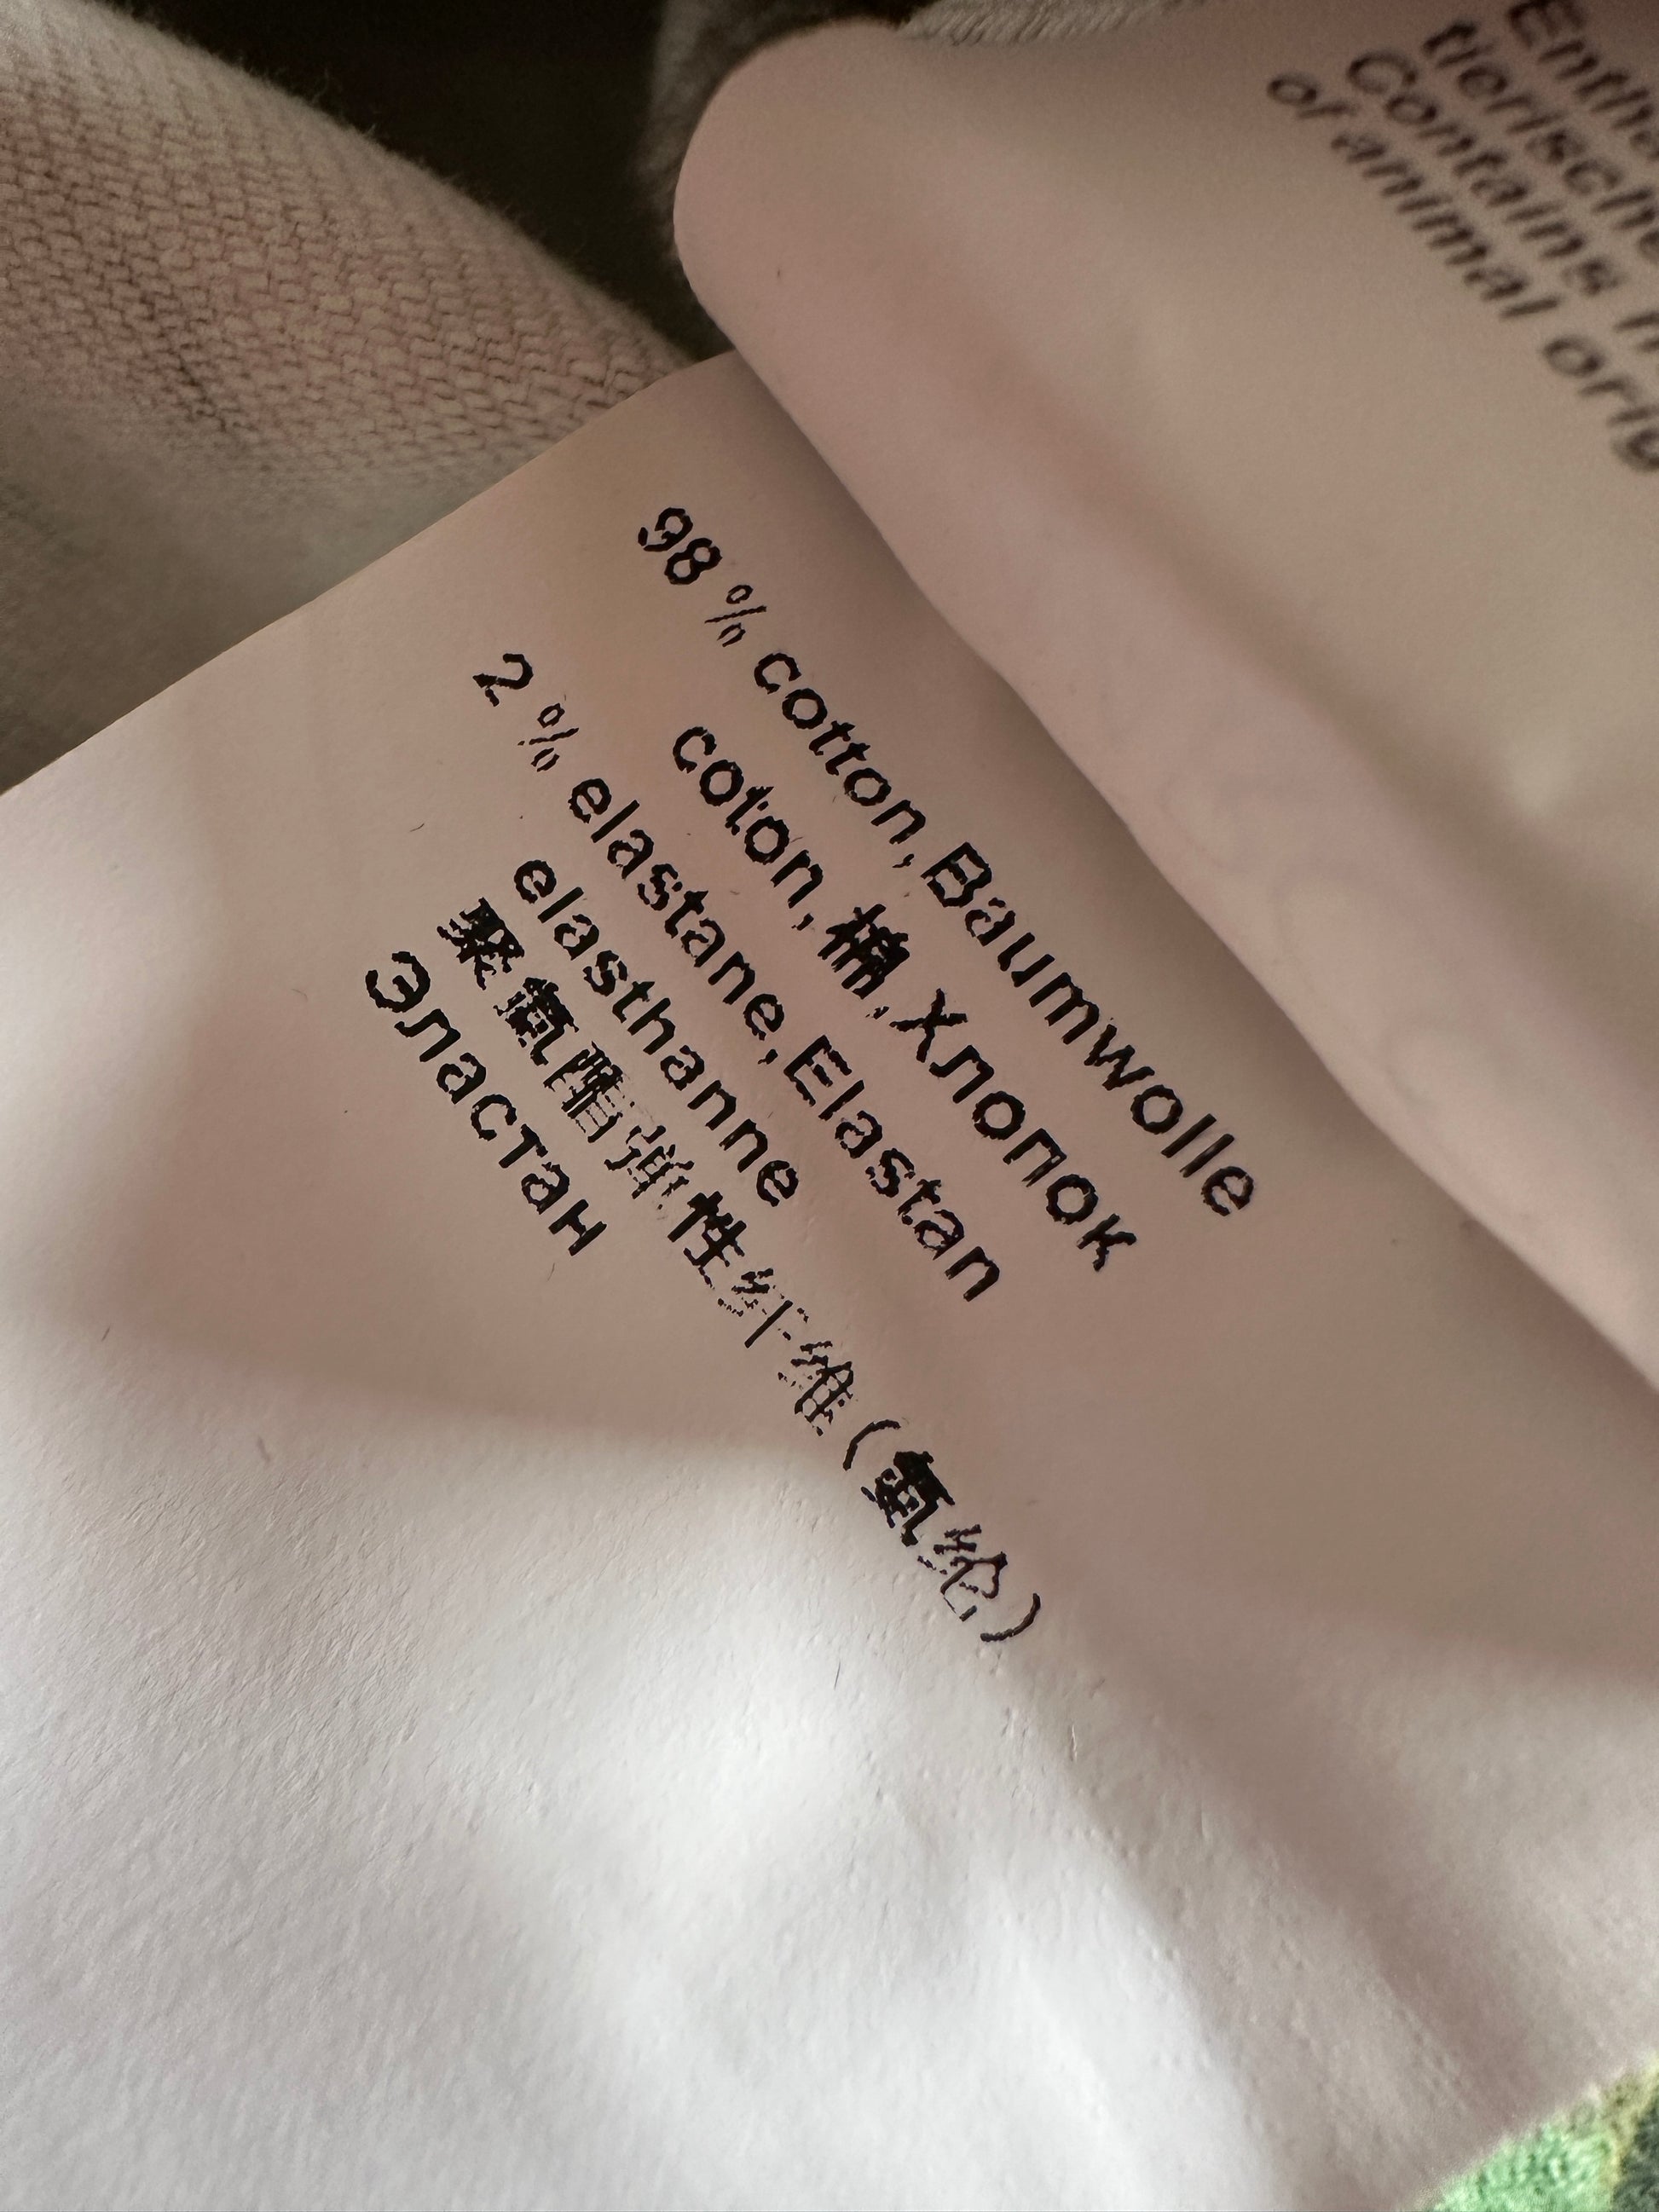 98 % cotton, Baumwolle
coton, 棉, Хлопок
2 % elastane, Elastan
elasthanne
聚氨酯弹性纤维(氨纶)
Эластан
Contains
of animal